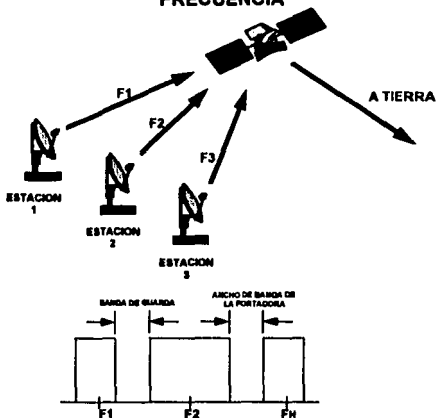 FRECUENCIA
F1
F2
F3
A TIERRA
ESTACION
1
ESTACION
2
ESTACION
3
BANDA DE GUARDA
ANCHO DE BANDA DE
LA PORTADORA
F1
F2
FN